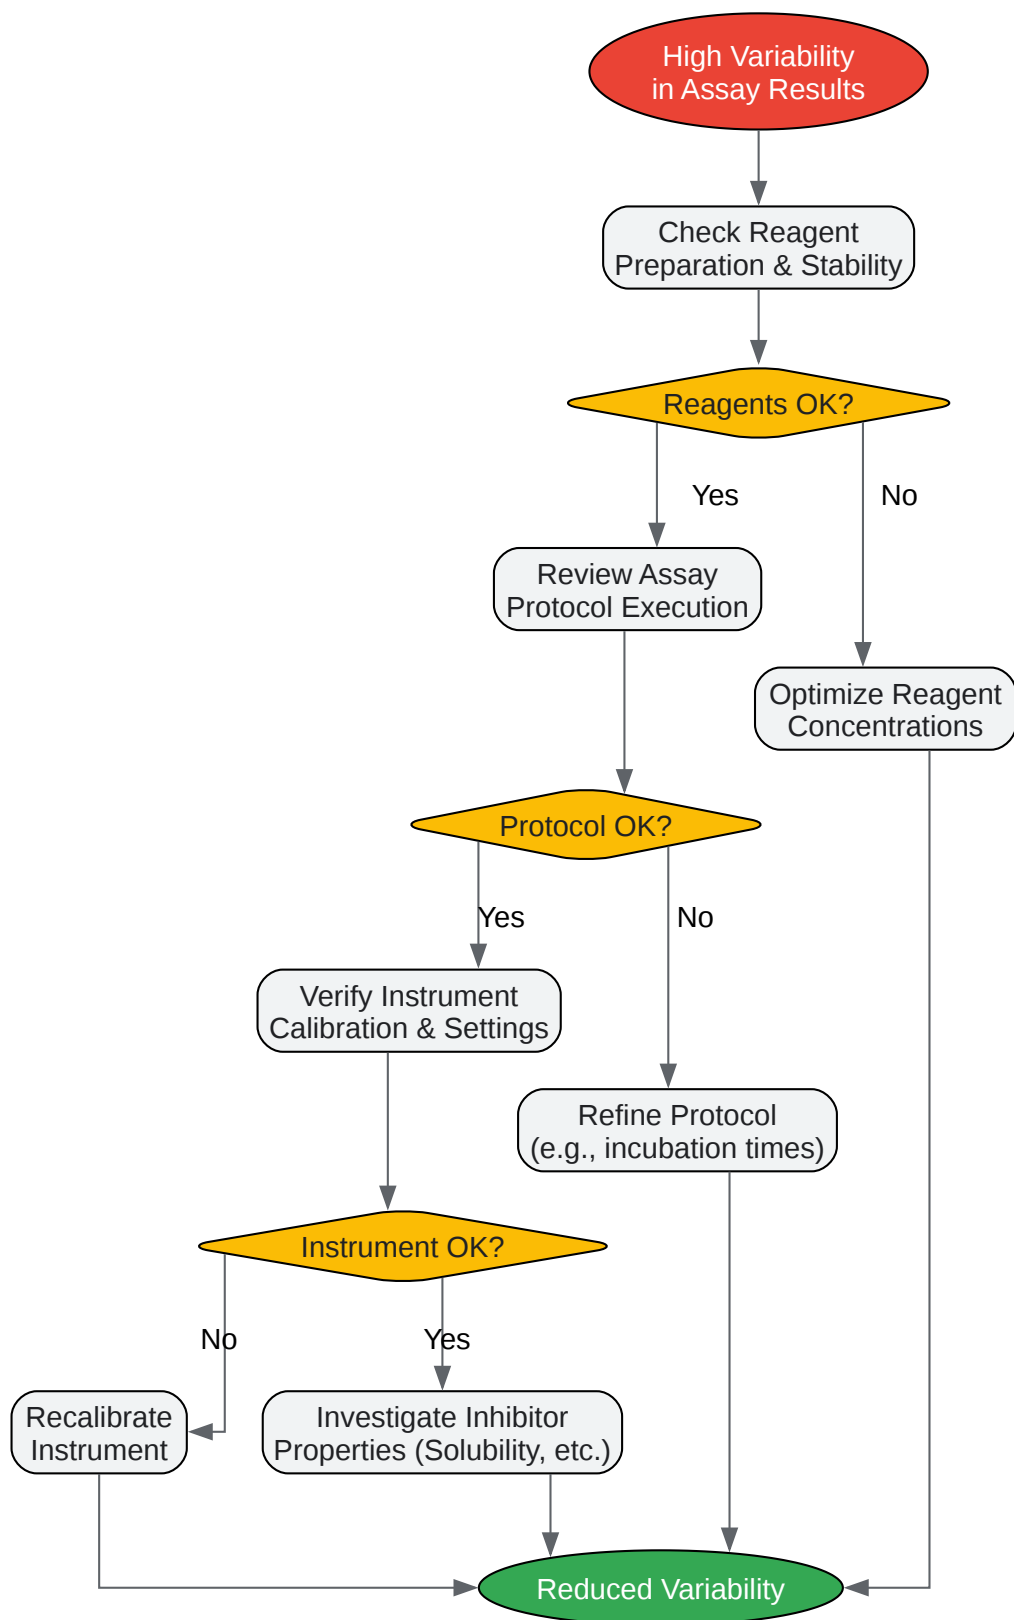 High Variability
in Assay Results
Check Reagent
Preparation & Stability
Reagents OK?
Yes
No
Review Assay
Protocol Execution
Optimize Reagent
Concentrations
Protocol OK?
Yes
No
Verify Instrument
Calibration & Settings
Refine Protocol
(e.g., incubation times)
Instrument OK?
No
Yes
Recalibrate
Instrument
Investigate Inhibitor
Properties (Solubility, etc.)
Reduced Variability